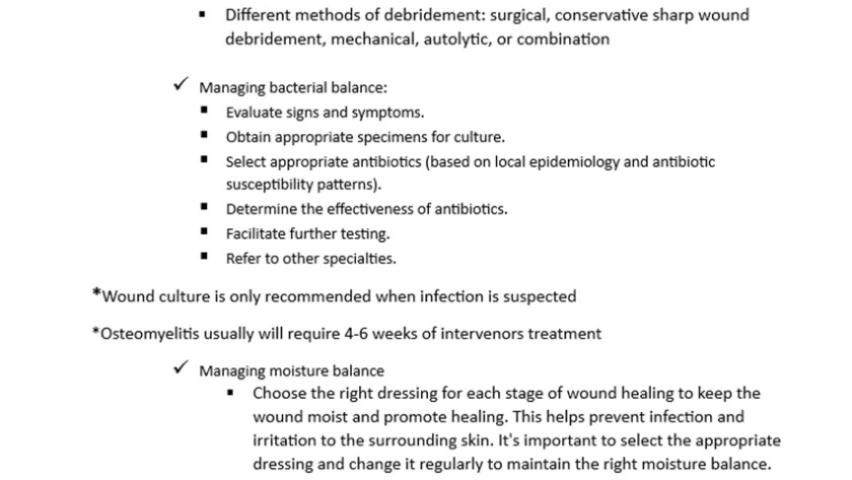 ▪ Different methods of debridement: surgical, conservative sharp wound
debridement, mechanical, autolytic, or combination
✓ Managing bacterial balance:
▪ Evaluate signs and symptoms.
▪ Obtain appropriate specimens for culture.
▪ Select appropriate antibiotics (based on local epidemiology and antibiotic
susceptibility patterns).
▪ Determine the effectiveness of antibiotics.
▪ Facilitate further testing.
▪ Refer to other specialties.
*Wound culture is only recommended when infection is suspected
*Osteomyelitis usually will require 4-6 weeks of intervenors treatment
✓ Managing moisture balance
▪ Choose the right dressing for each stage of wound healing to keep the
wound moist and promote healing. This helps prevent infection and
irritation to the surrounding skin. It's important to select the appropriate
dressing and change it regularly to maintain the right moisture balance.